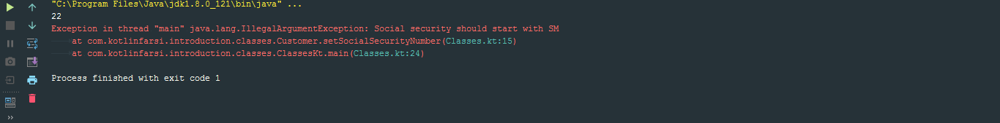 "C:\Program Files\Java\jdk1.8.0_121\bin\java" ...
22
Exception in thread "main" java.lang.IllegalArgumentException: Social security should start with SM
at com.kotlinfarsi.introduction.classes.Customer.setSocialSecurityNumber(Classes.kt:15)
at com.kotlinfarsi.introduction.classes.ClassesKt.main(Classes.kt:24)
Process finished with exit code 1